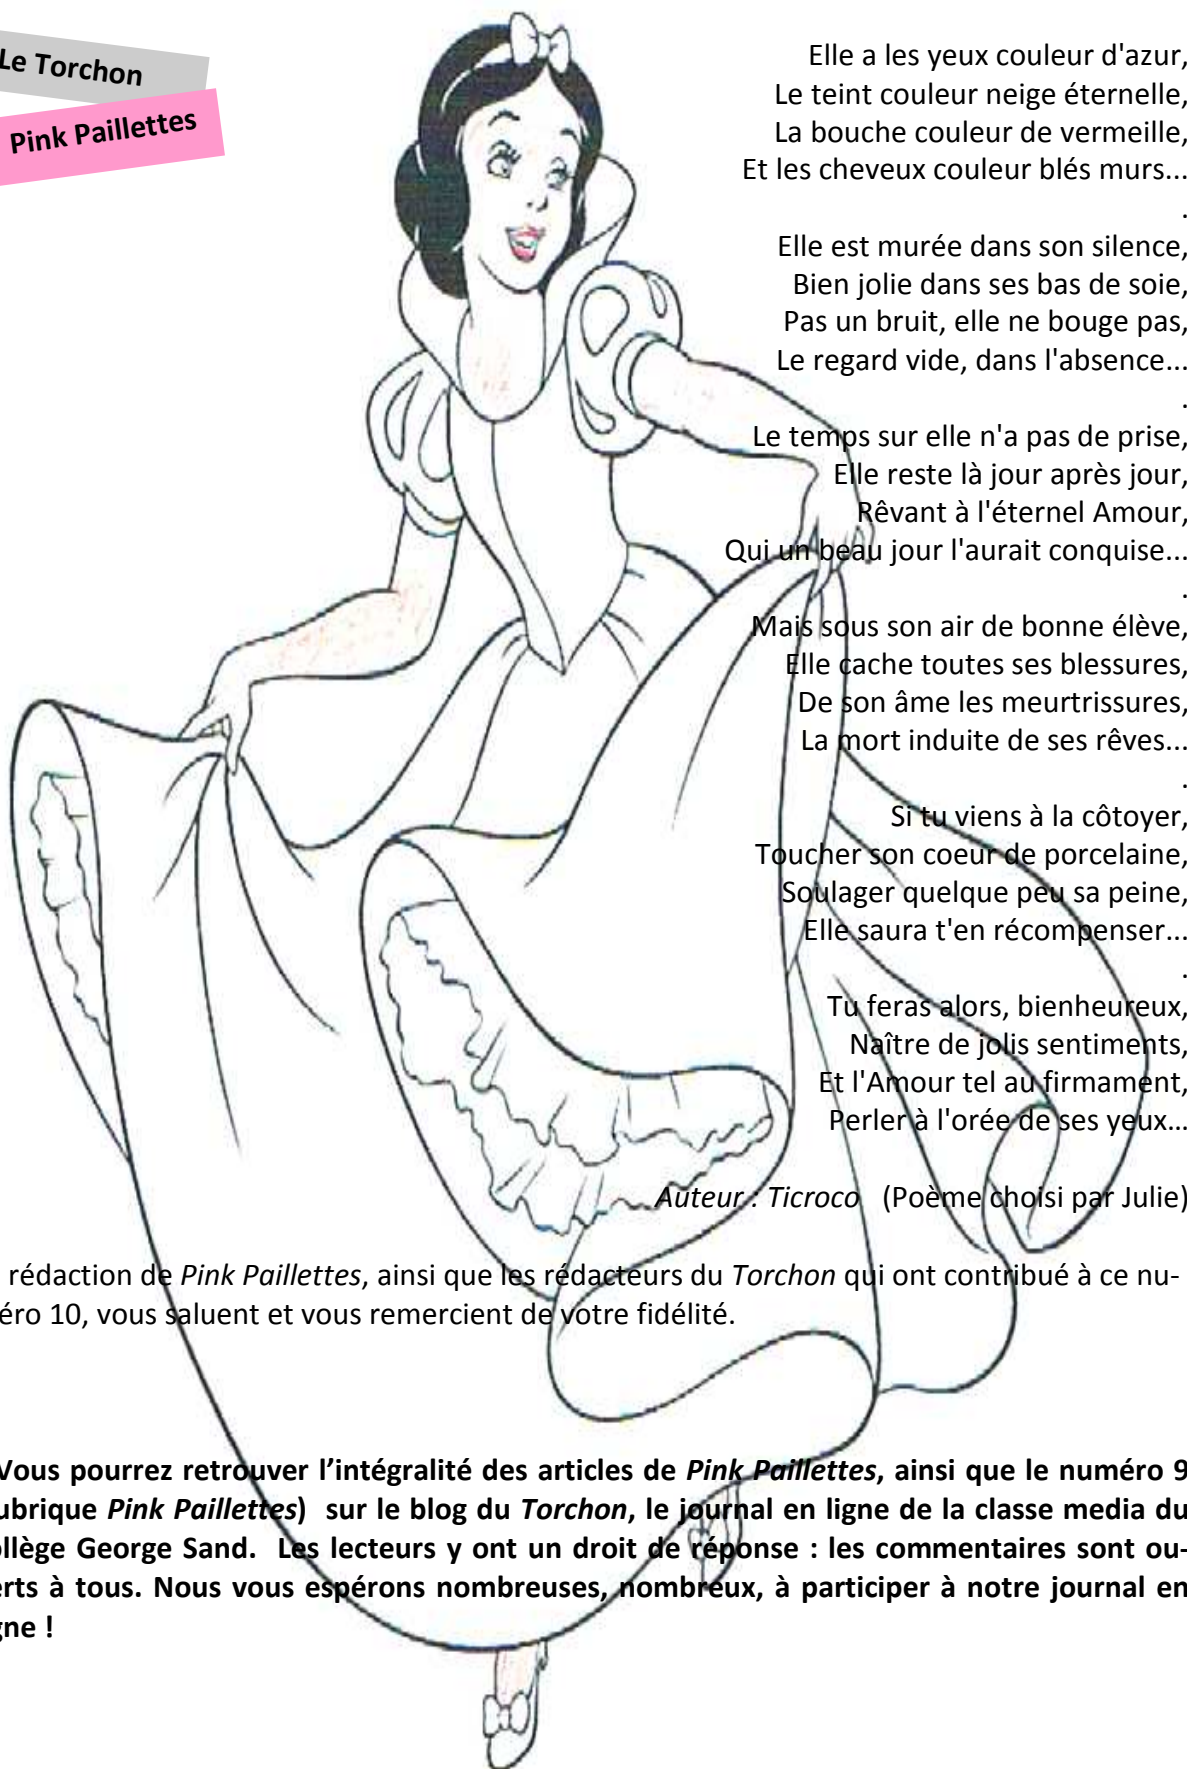 Le Torchon
Pink Paillettes
Elle a les yeux couleur d'azur,
Le teint couleur neige éternelle,
La bouche couleur de vermeille,
Et les cheveux couleur blés murs...
.
Elle est murée dans son silence,
Bien jolie dans ses bas de soie,
Pas un bruit, elle ne bouge pas,
Le regard vide, dans l'absence...
.
Le temps sur elle n'a pas de prise,
Elle reste là jour après jour,
Rêvant à l'éternel Amour,
Qui un beau jour l'aurait conquise...
.
Mais sous son air de bonne élève,
Elle cache toutes ses blessures,
De son âme les meurtrissures,
La mort induite de ses rêves...
.
Si tu viens à la côtoyer,
Toucher son coeur de porcelaine,
Soulager quelque peu sa peine,
Elle saura t'en récompenser...
.
Tu feras alors, bienheureux,
Naître de jolis sentiments,
Et l'Amour tel au firmament,
Perler à l'orée de ses yeux...
Auteur : Ticroco (Poème choisi par Julie)
rédaction de Pink Paillettes, ainsi que les rédacteurs du Torchon qui ont contribué à ce nu-
éro 10, vous saluent et vous remercient de votre fidélité.
Vous pourrez retrouver l’intégralité des articles de Pink Paillettes, ainsi que le numéro 9
ubrique Pink Paillettes) sur le blog du Torchon, le journal en ligne de la classe media du
ollège George Sand. Les lecteurs y ont un droit de réponse : les commentaires sont ou-
erts à tous. Nous vous espérons nombreuses, nombreux, à participer à notre journal en
gne !